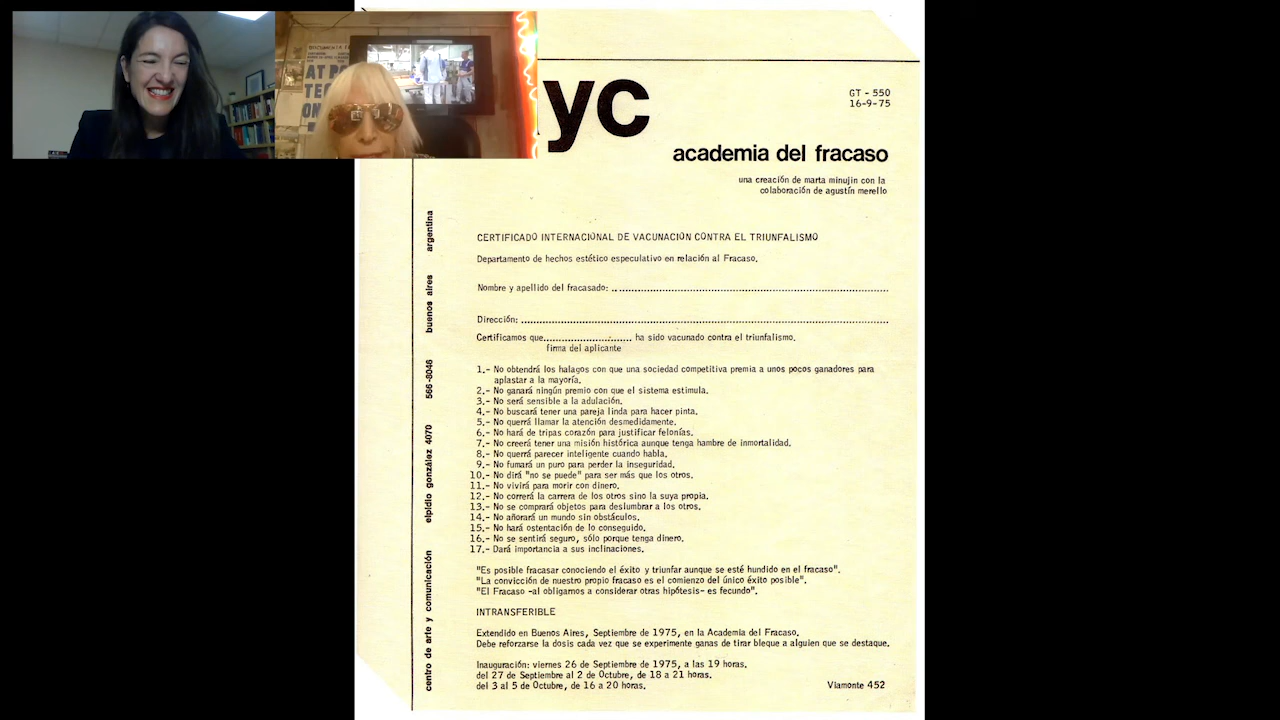 AT PO
yc
GT - 550
16-9-75
academia del fracaso
una creación de marta minujin con la
colaboración de agustín merello
centro de arte y comunicación elpidio gonzález 4070 566-8046 buenos aires argentina
CERTIFICADO INTERNACIONAL DE VACUNACION CONTRA EL TRIUNFALISMO
Departamento de hechos estético especulativo en relación al Fracaso.
Nombre y apellido del fracasado:
Dirección:
Certificamos que.......................... ha sido vacunado contra el triunfalismo.
firma del aplicante
1.- No obtendrá los halagos con que una sociedad competitiva premia a unos pocos ganadores para
aplastar a la mayoría.
2.- No ganará ningún premio con que el sistema estimula.
3.- No será sensible a la adulación.
4.- No buscará tener una pareja linda para hacer pinta.
5.- No querrá llamar la atención desmedidamente.
6.- No hará de tripas corazón para justificar felonías.
7.- No creerá tener una misión histórica aunque tenga hambre de inmortalidad.
8.- No querrá parecer inteligente cuando habla.
9.- No fumará un puro para perder la inseguridad.
10.- No dirá "no se puede" para ser más que los otros.
11.- No vivirá para morir con dinero.
12.- No correrá la carrera de los otros sino la suya propia.
13.- No se comprará objetos para deslumbrar a los otros.
14.- No añorará un mundo sin obstáculos.
15.- No hará ostentación de lo conseguido.
16.- No se sentirá seguro, sólo porque tenga dinero.
17.- Dará importancia a sus inclinaciones.
"Es posible fracasar conociendo el éxito y triunfar aunque se esté hundido en el fracaso".
"La convicción de nuestro propio fracaso es el comienzo del único éxito posible".
"El Fracaso -al obligarnos a considerar otras hipótesis- es fecundo".
INTRANSFERIBLE
Extendido en Buenos Aires, Septiembre de 1975, en la Academia del Fracaso.
Debe reforzarse la dosis cada vez que se experimente ganas de tirar bleque a alguien que se destaque.
Inauguración: viernes 26 de Septiembre de 1975, a las 19 horas.
del 27 de Septiembre al 2 de Octubre, de 18 a 21 horas.
del 3 al 5 de Octubre, de 16 a 20 horas.
Viamonte 452